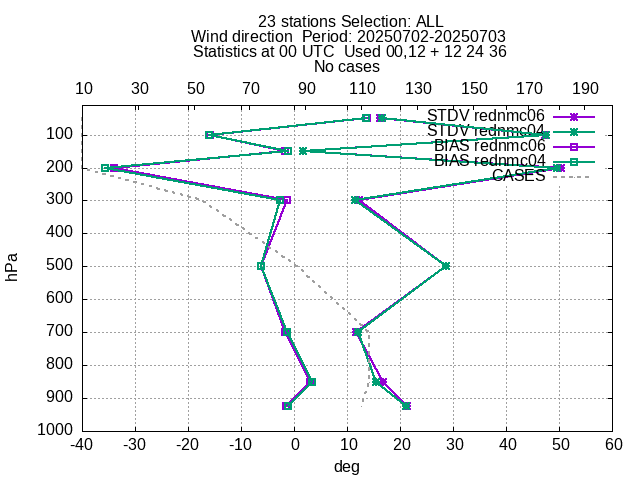 23 stations Selection: ALL
Wind direction  Period: 20250702-20250703
Statistics at 00 UTC  Used 00,12 + 12 24 36
No cases
10 30 50 70 90 110 130 150 170 190
STDV rednmc06
STDV rednmc04
BIAS rednmc06
BIAS rednmc04
CASES
100
200
300
400
500
600
700
800
900
1000
hPa
-40 -30 -20 -10 0 10 20 30 40 50 60
deg